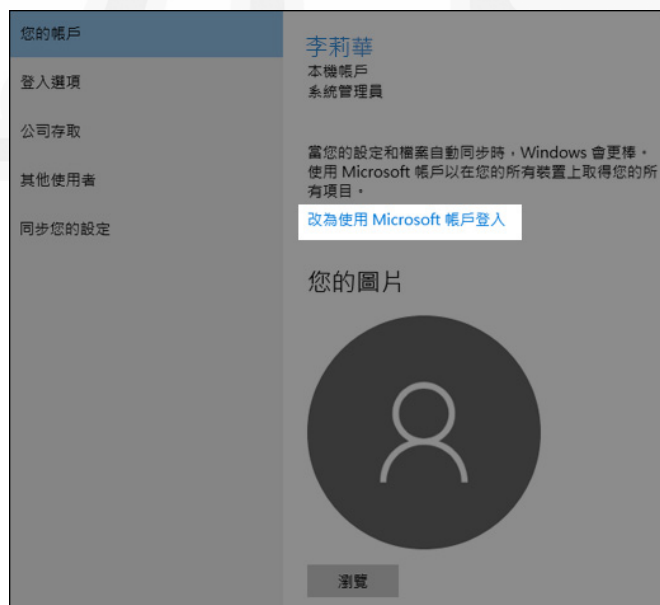 您的帳戶
登入選項
公司存取
其他使用者
同步您的設定
李莉華
本機帳戶
系統管理員
當您的設定和檔案自動同步時，Windows 會更棒。
使用 Microsoft 帳戶以在您的所有裝置上取得您的所
有項目。
改為使用 Microsoft 帳戶登入
您的圖片
瀏覽